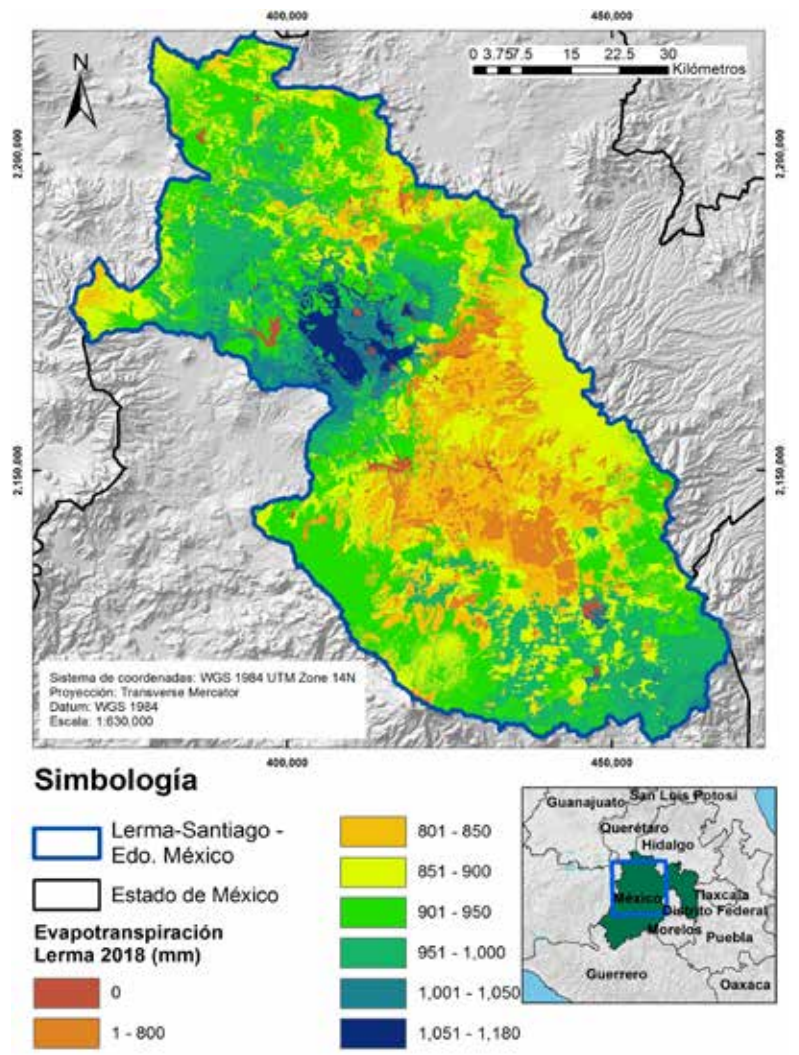 400,000
450,000
N
0 3.75 7.5 15 22.5 30
Kilómetros
2,200,000
2,200,000
2,150,000
2,150,000
Sistema de coordenadas: WGS 1984 UTM Zone 14N
Proyección: Transverse Mercator
Datum: WGS 1984
Escala: 1:630,000
400,000
450,000
Simbología
Lerma-Santiago -
Edo. México
Estado de México
Evapotranspiración
Lerma 2018 (mm)
0
1 - 800
801 - 850
851 - 900
901 - 950
951 - 1,000
1,001 - 1,050
1,051 - 1,180
San Luis Potosí
Guanajuato
Querétaro
Hidalgo
México
Tlaxcala
Distrito Federal
Morelos
Puebla
Guerrero
Oaxaca